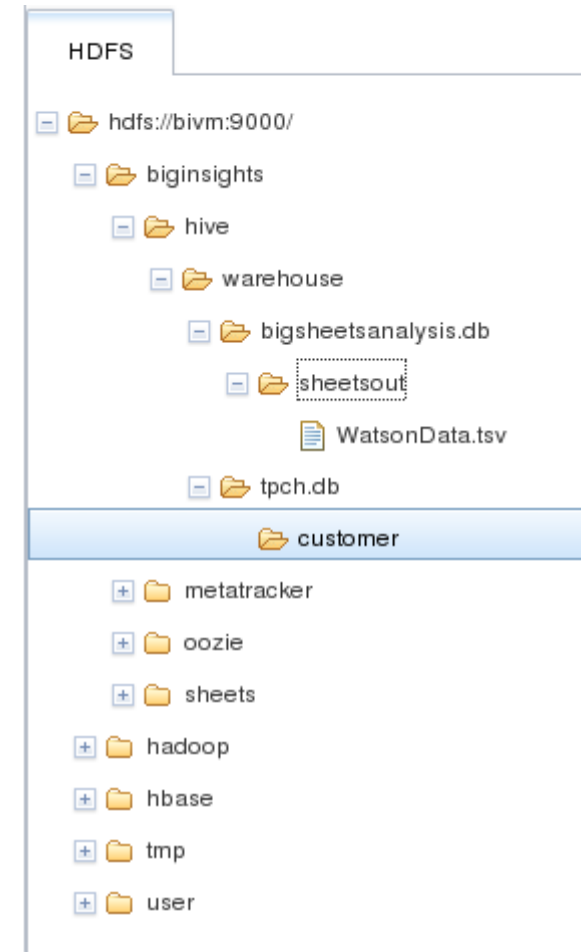 HDFS
hdfs://bivm:9000/
biginsights
hive
warehouse
bigsheetsanalysis.db
sheetsout
WatsonData.tsv
tpch.db
customer
metatracker
oozie
sheets
hadoop
hbase
tmp
user